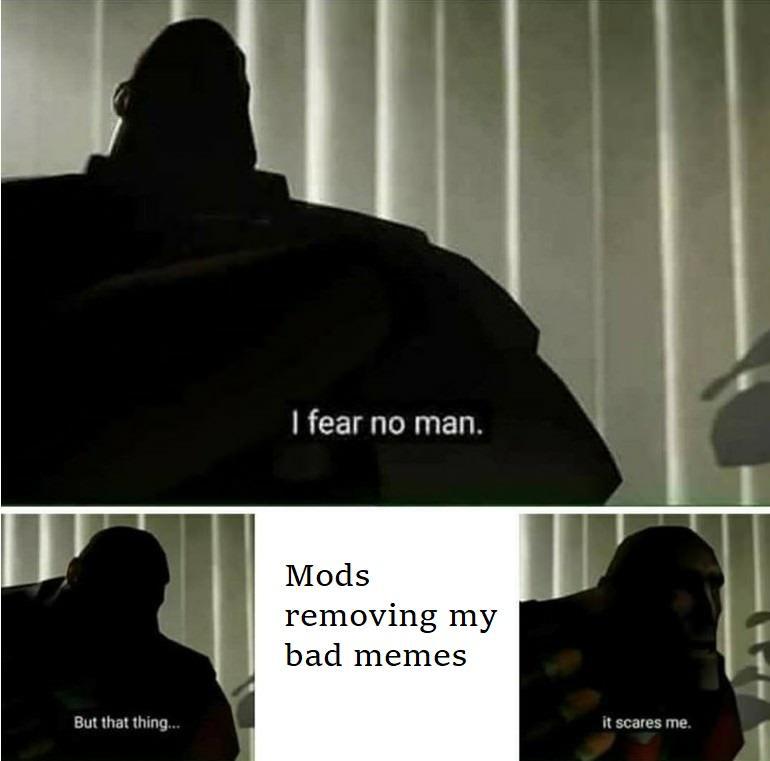 I fear no man.
But that thing...
Mods
removing my
bad memes
it scares me.